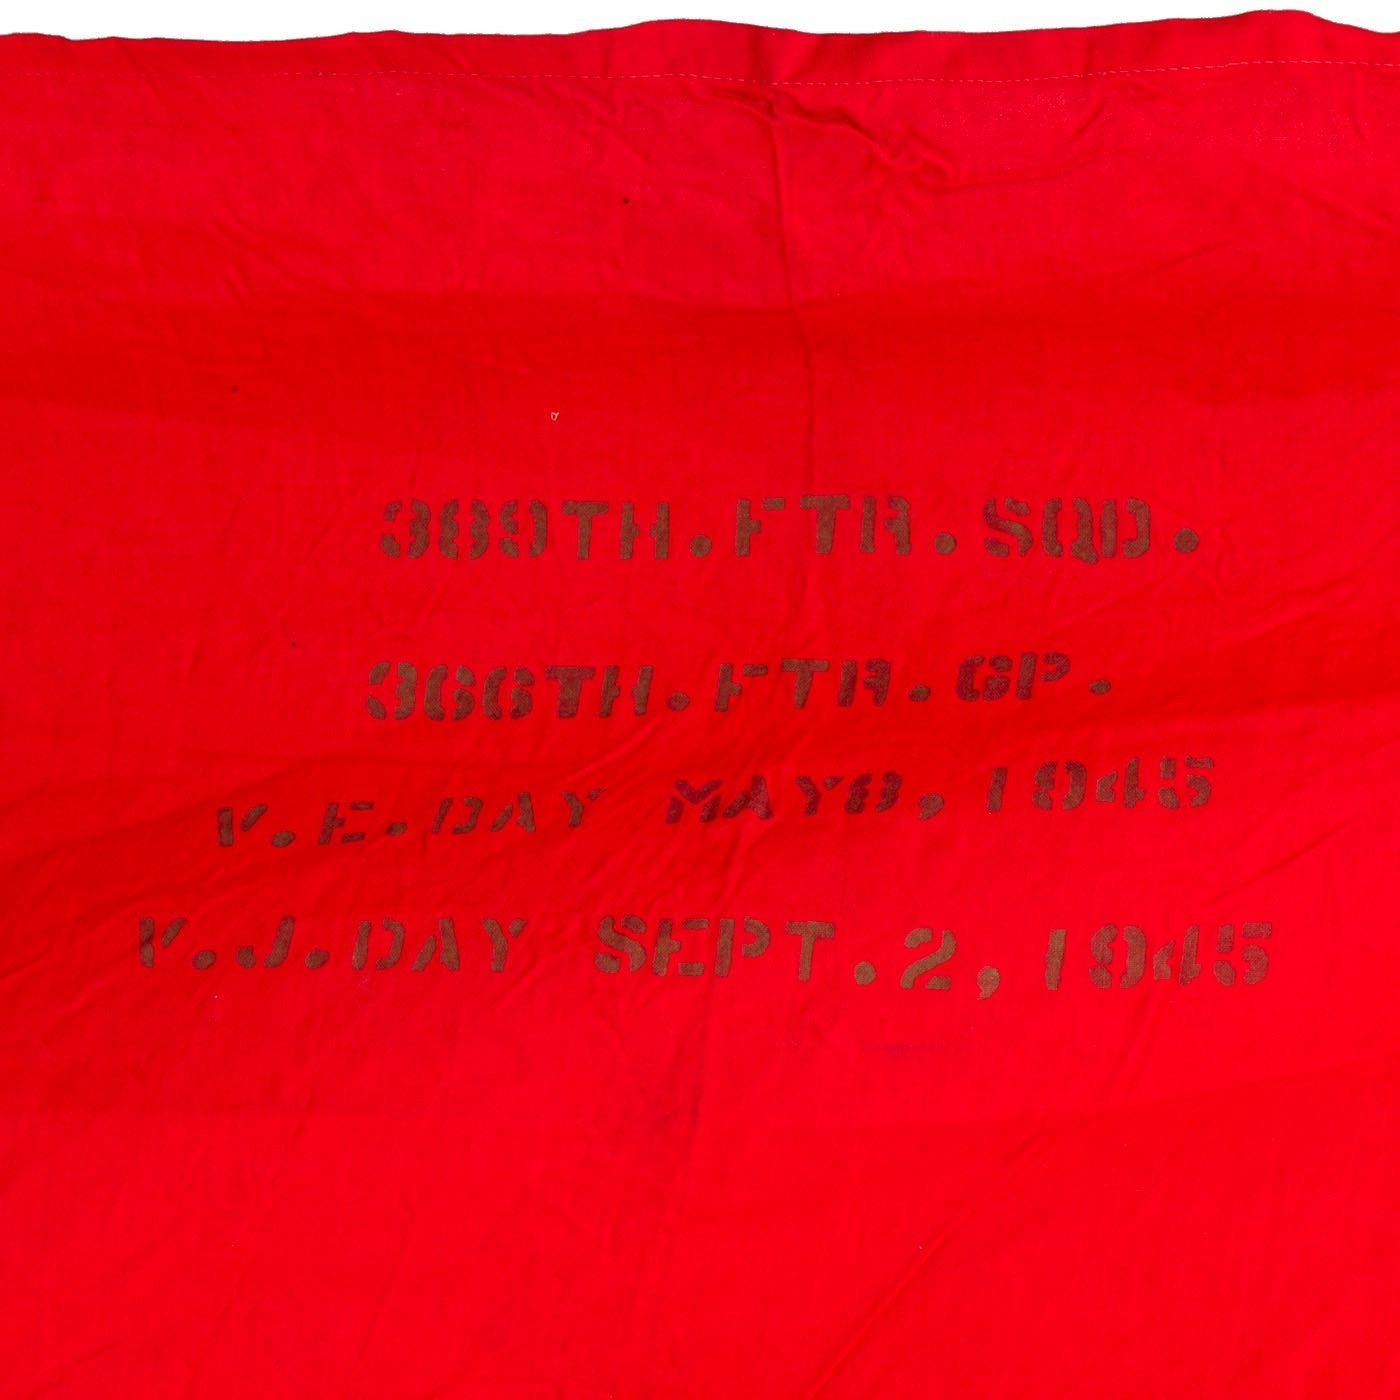 389TH.FTR.SQD.
366TH.FTR.GP.
V.E.DAY MAY8, 1945
V.J.DAY SEPT.2, 1945